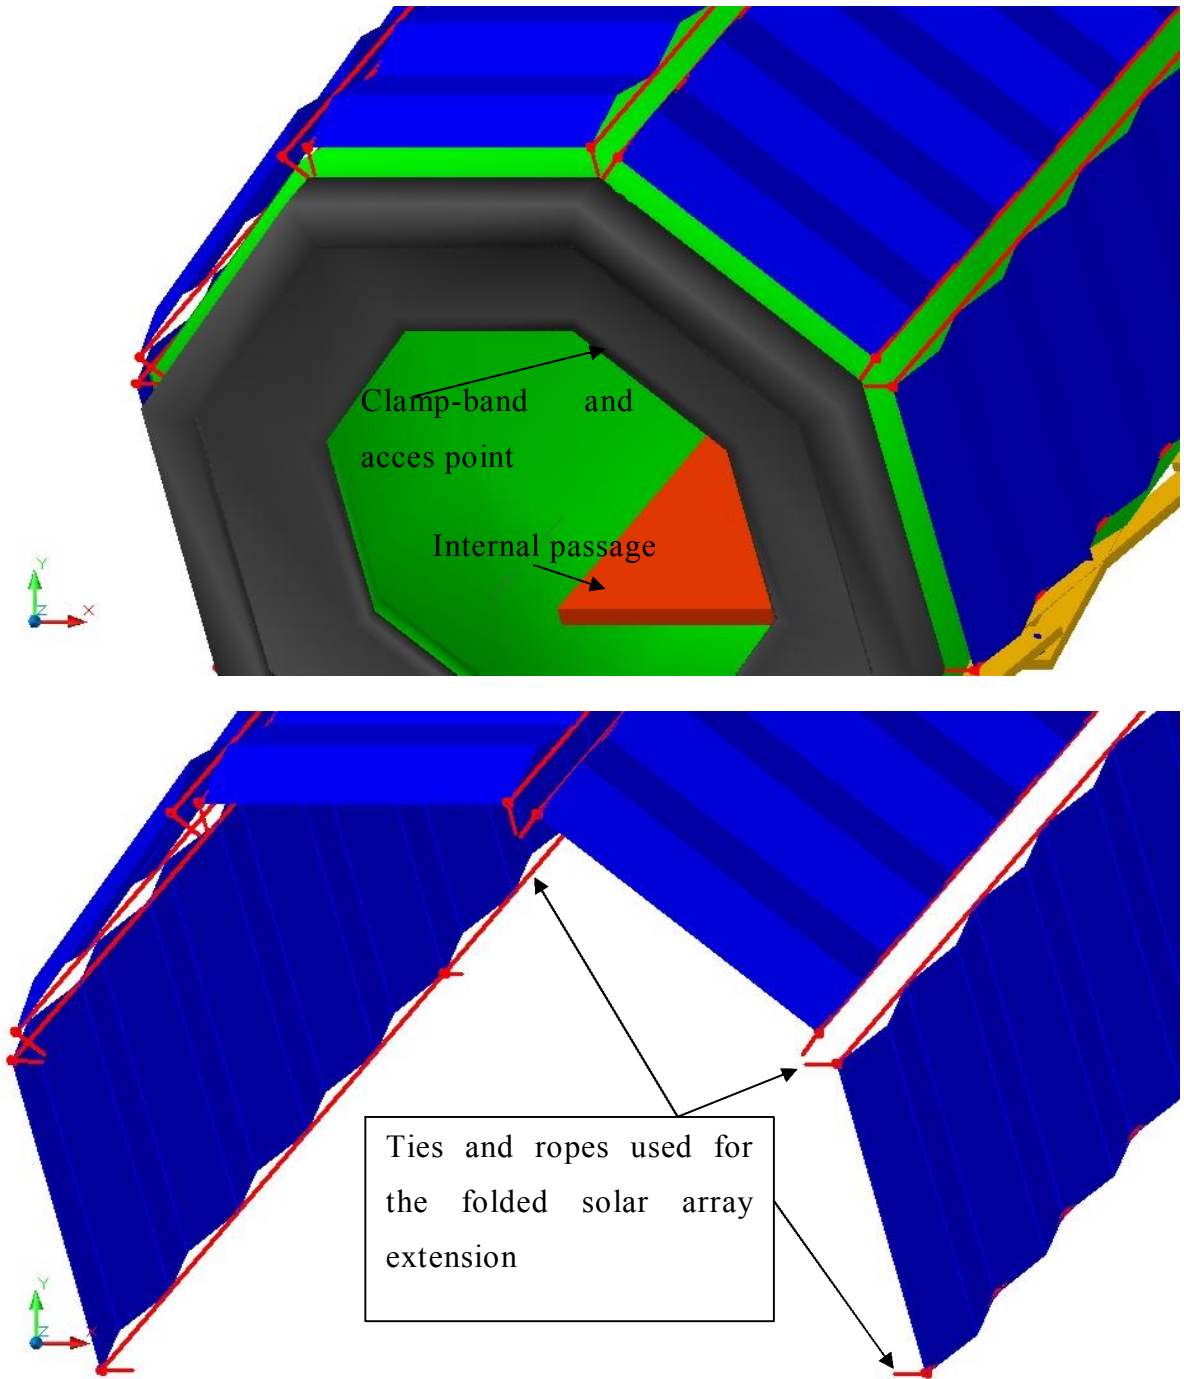 Clamp-band and
acces point
Internal passage
Y
Z
X
Ties and ropes used for
the folded solar array
extension
Y
Z
X